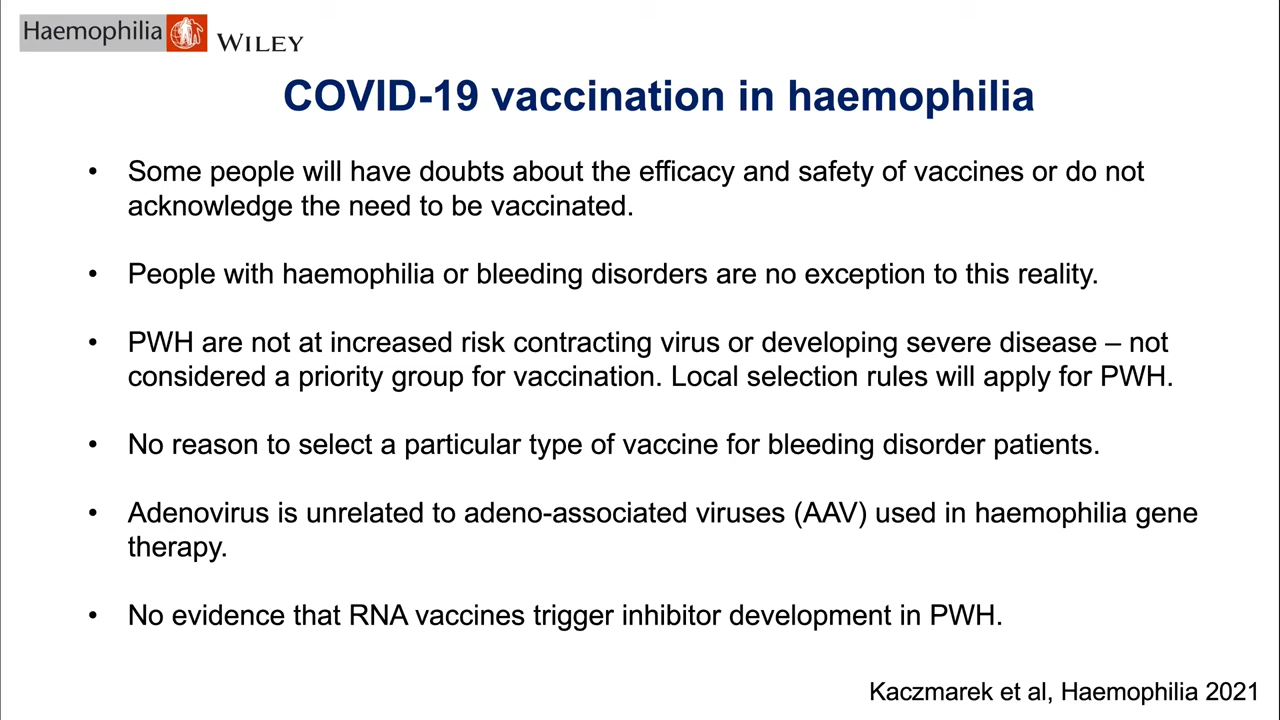 Haemophilia
WILEY
COVID-19 vaccination in haemophilia
• Some people will have doubts about the efficacy and safety of vaccines or do not
acknowledge the need to be vaccinated.
• People with haemophilia or bleeding disorders are no exception to this reality.
• PWH are not at increased risk contracting virus or developing severe disease – not
considered a priority group for vaccination. Local selection rules will apply for PWH.
• No reason to select a particular type of vaccine for bleeding disorder patients.
• Adenovirus is unrelated to adeno-associated viruses (AAV) used in haemophilia gene
therapy.
• No evidence that RNA vaccines trigger inhibitor development in PWH.
Kaczmarek et al, Haemophilia 2021